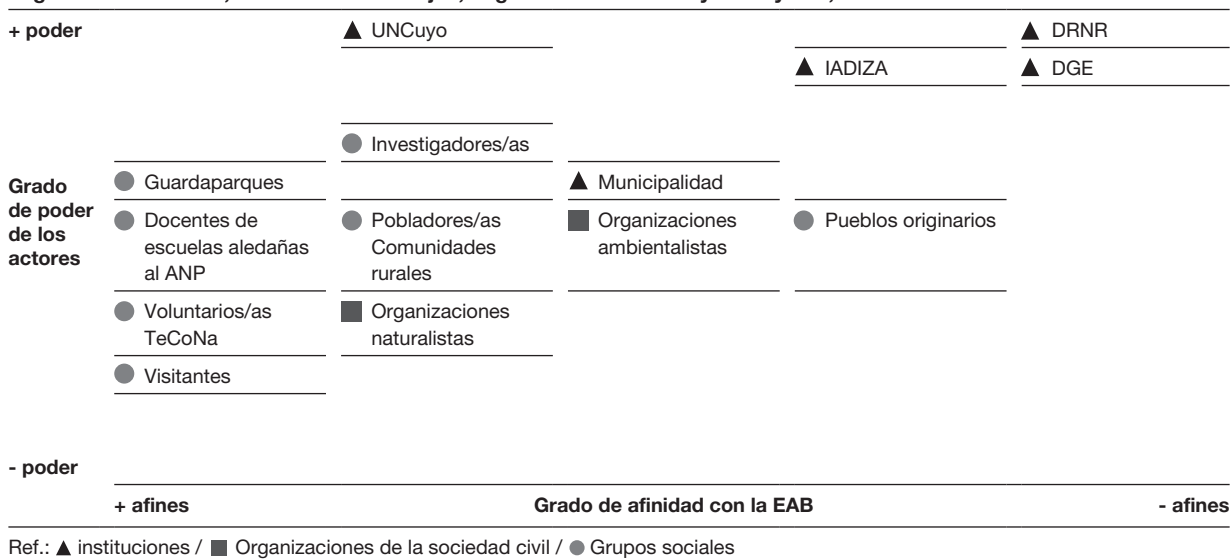 + poder ▲ UNCuyo ▲ DRNR
▲ IADIZA ▲ DGE
● Investigadores/as
Grado de poder de los actores
● Guardaparques ▲ Municipalidad
● Docentes de escuelas aledañas al ANP
● Pobladores/as Comunidades rurales
■ Organizaciones ambientalistas
● Pueblos originarios
● Voluntarios/as TeCoNa
■ Organizaciones naturalistas
● Visitantes
- poder
+ afines Grado de afinidad con la EAB - afines
Ref.: ▲ instituciones / ■ Organizaciones de la sociedad civil / ● Grupos sociales